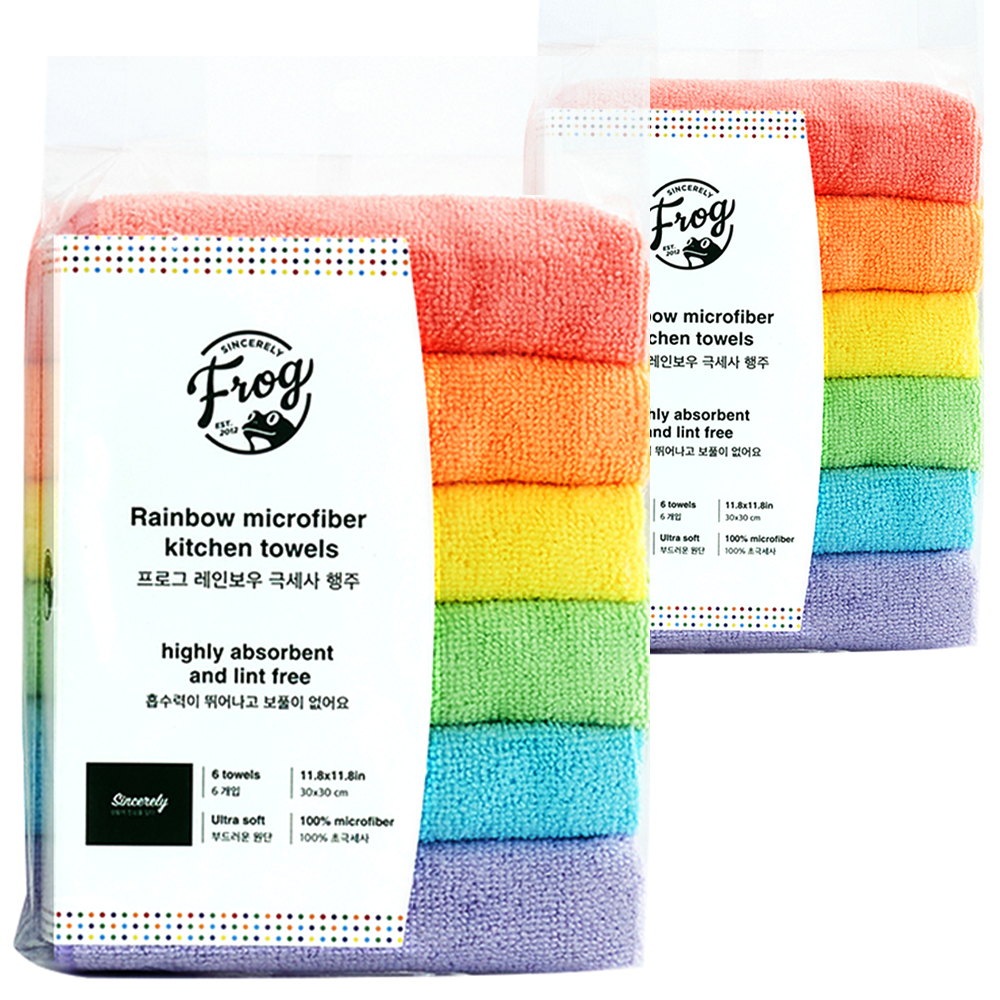 SINCERELY
Frog
EST.
2012
Rainbow microfiber
kitchen towels
프로그 레인보우 극세사 행주
highly absorbent
and lint free
흡수력이 뛰어나고 보풀이 없어요
Sincerely
6 towels
6 개입
11.8x11.8in
30x30 cm
Ultra soft
부드러운 원단
100% microfiber
100% 초극세사
SINCERELY
Frog
EST.
2012
bow microfiber
chen towels
레인보우 극세사 행주
hly absorbent
and lint free
뛰어나고 보풀이 없어요
6 towels
6 개입
11.8x11.8in
30x30 cm
Ultra soft
부드러운 원단
100% microfiber
100% 초극세사